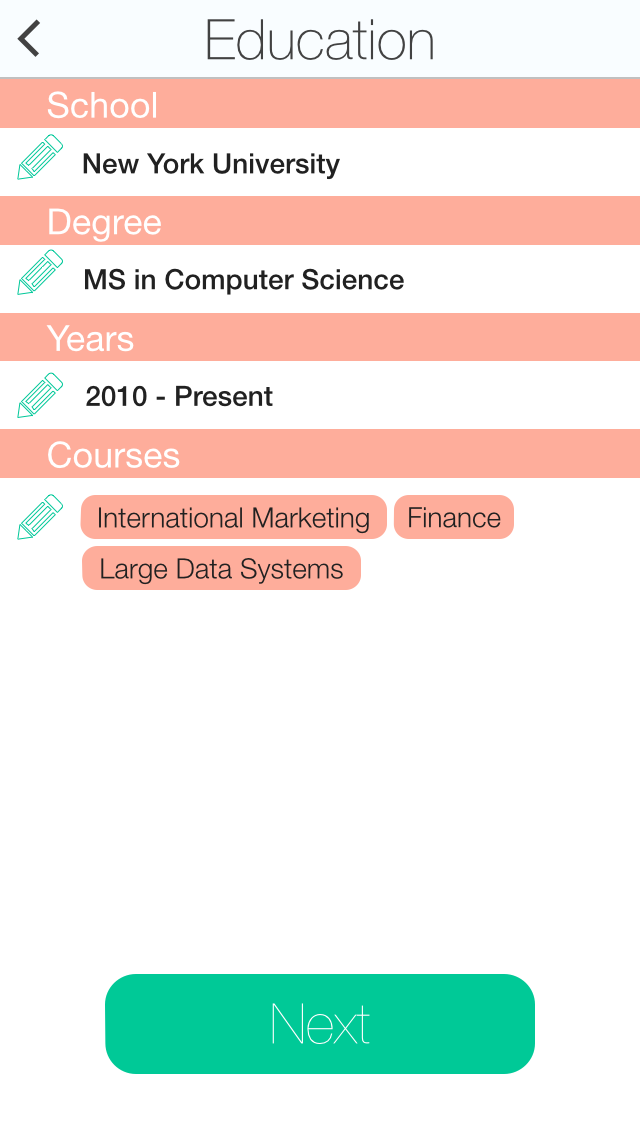 Education
School
New York University
Degree
MS in Computer Science
Years
2010 - Present
Courses
International Marketing Finance
Large Data Systems
Next